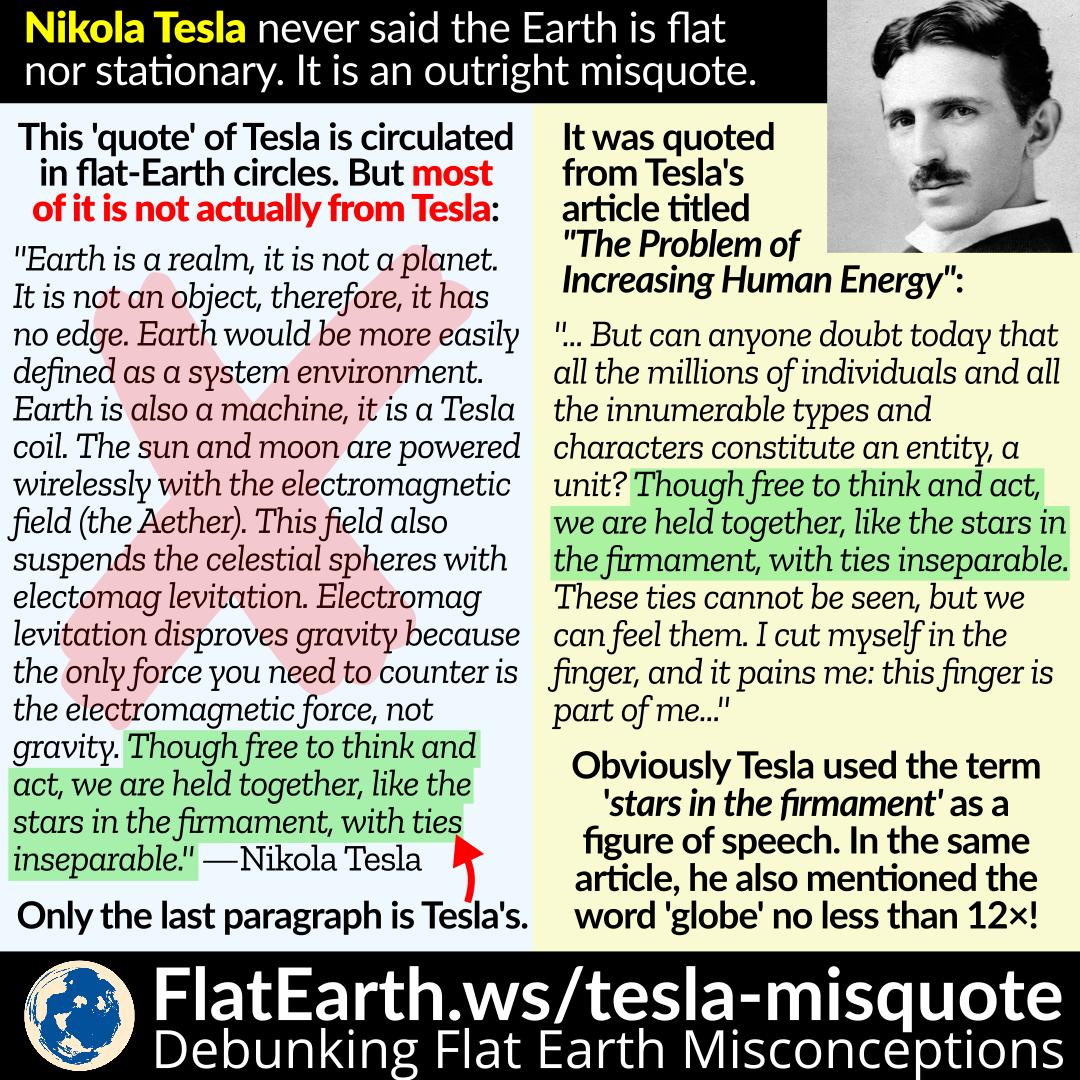 Nikola Tesla never said the Earth is flat
nor stationary. It is an outright misquote.
This 'quote' of Tesla is circulated
in flat-Earth circles. But most
of it is not actually from Tesla:
"Earth is a realm, it is not a planet.
It is not an object, therefore, it has
no edge. Earth would be more easily
defined as a system environment.
Earth is also a machine, it is a Tesla
coil. The sun and moon are powered
wirelessly with the electromagnetic
field (the Aether). This field also
suspends the celestial spheres with
electomag levitation. Electromag
levitation disproves gravity because
the only force you need to counter is
the electromagnetic force, not
gravity. Though free to think and
act, we are held together, like the
stars in the firmament, with ties
inseparable." —Nikola Tesla
Only the last paragraph is Tesla's.
It was quoted
from Tesla's
article titled
"The Problem of
Increasing Human Energy":
"... But can anyone doubt today that
all the millions of individuals and all
the innumerable types and
characters constitute an entity, a
unit? Though free to think and act,
we are held together, like the stars in
the firmament, with ties inseparable.
These ties cannot be seen, but we
can feel them. I cut myself in the
finger, and it pains me: this finger is
part of me..."
Obviously Tesla used the term
'stars in the firmament' as a
figure of speech. In the same
article, he also mentioned the
word 'globe' no less than 12×!
FlatEarth.ws/tesla-misquote
Debunking Flat Earth Misconceptions